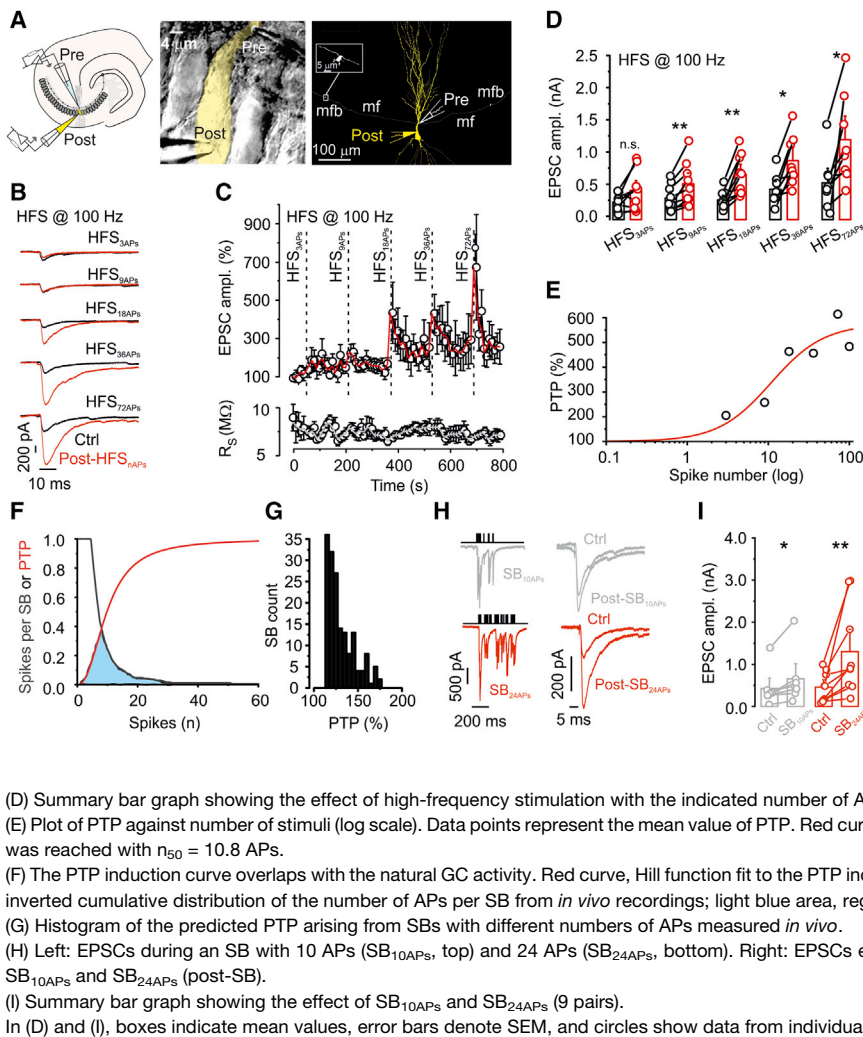 A
Pre
Post
4 μm
Pre
Post
5 μm
mfb
mf
Pre
mfb
mf
Post
100 μm
B
HFS @ 100 Hz
HFS3APs
HFS9APs
HFS18APs
HFS36APs
HFS72APs
Ctrl
Post-HFSnAPs
200 pA
10 ms
C
HFS @ 100 Hz
HFS3APs
HFS9APs
HFS18APs
HFS36APs
HFS72APs
EPSC ampl. (%)
900
700
500
300
100
RS (MΩ)
10
5
0
200
400
600
800
Time (s)
D
HFS @ 100 Hz
EPSC ampl. (nA)
2.5
2.0
1.5
1.0
0.5
0.0
n.s.
**
**
*
*
HFS3APs
HFS9APs
HFS18APs
HFS36APs
HFS72APs
E
PTP (%)
600
500
400
300
200
100
0.1
1
10
100
Spike number (log)
F
Spikes per SB or PTP
1.0
0.8
0.6
0.4
0.2
0.0
0
20
40
60
Spikes (n)
G
SB count
35
30
25
20
15
10
5
0
100
150
200
PTP (%)
H
SB10APs
Ctrl
Post-SB10APs
SB24APs
Ctrl
Post-SB24APs
500 pA
200 ms
200 pA
5 ms
I
EPSC ampl. (nA)
4.0
3.0
2.0
1.0
0.0
*
**
Ctrl
SB10APs
Ctrl
SB24AP
(D) Summary bar graph showing the effect of high-frequency stimulation with the indicated number of A
(E) Plot of PTP against number of stimuli (log scale). Data points represent the mean value of PTP. Red cur
was reached with n50 = 10.8 APs.
(F) The PTP induction curve overlaps with the natural GC activity. Red curve, Hill function fit to the PTP ind
inverted cumulative distribution of the number of APs per SB from in vivo recordings; light blue area, reg
(G) Histogram of the predicted PTP arising from SBs with different numbers of APs measured in vivo.
(H) Left: EPSCs during an SB with 10 APs (SB10APs, top) and 24 APs (SB24APs, bottom). Right: EPSCs e
SB10APs and SB24APs (post-SB).
(I) Summary bar graph showing the effect of SB10APs and SB24APs (9 pairs).
In (D) and (I), boxes indicate mean values, error bars denote SEM, and circles show data from individua